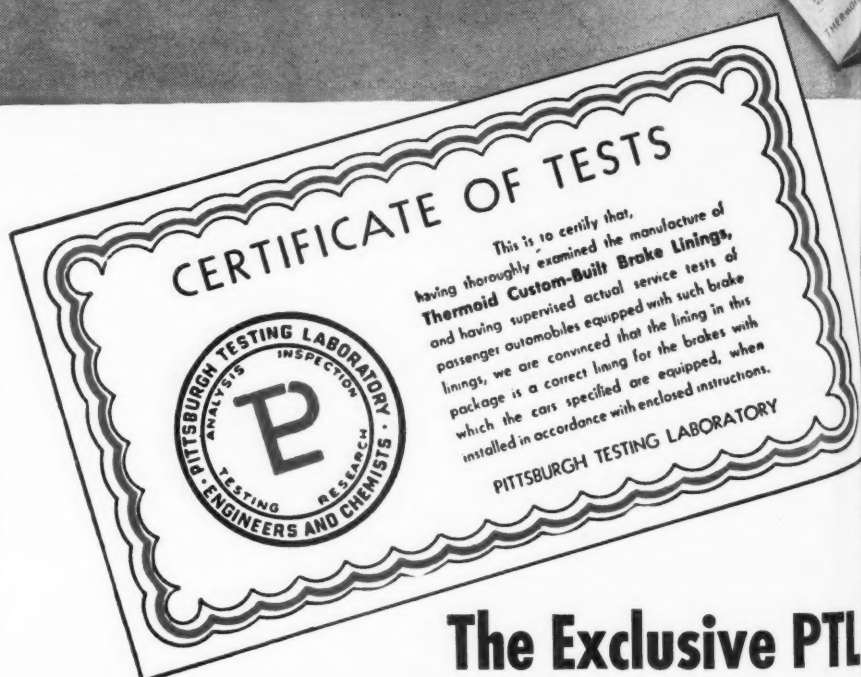 THERMOI
CERTIFICATE OF TESTS
This is to certify that,
having thoroughly examined the manufacture of
Thermoid Custom-Built Brake Linings,
and having supervised actual service tests of
passenger automobiles equipped with such brake
linings, we are convinced that the lining in this
package is a correct lining for the brakes with
which the cars specified are equipped, when
installed in accordance with enclosed instructions.
PITTSBURGH TESTING LABORATORY
PITTSBURGH TESTING LABORATORY
ENGINEERS AND CHEMISTS
ANALYSIS
INSPECTION
TESTING
RESEARCH
PTL
The Exclusive PTL